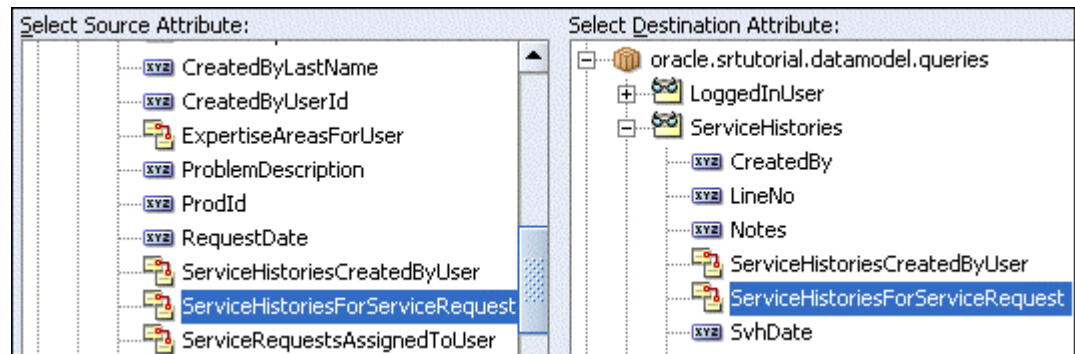 Select Source Attribute:
CreatedByLastName
CreatedByUserId
ExpertiseAreasForUser
ProblemDescription
ProdId
RequestDate
ServiceHistoriesCreatedByUser
ServiceHistoriesForServiceRequest
ServiceRequestsAssignedToUser
Select Destination Attribute:
oracle.srtutorial.datamodel.queries
LoggedInUser
ServiceHistories
CreatedBy
LineNo
Notes
ServiceHistoriesCreatedByUser
ServiceHistoriesForServiceRequest
SvhDate